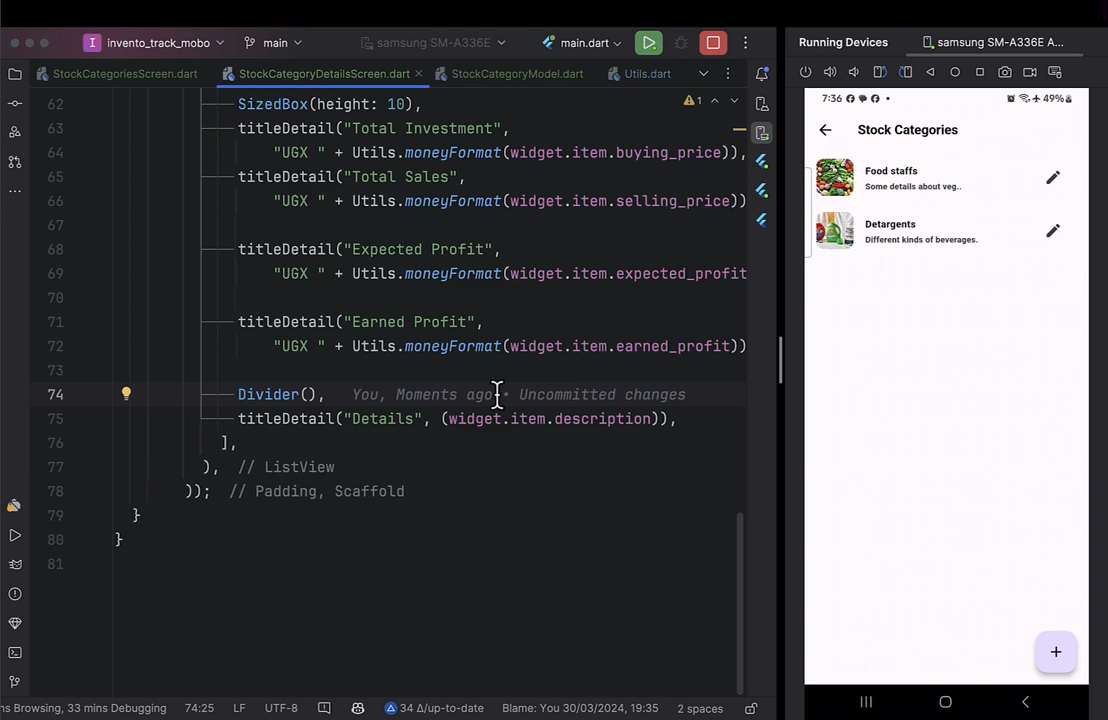 invento_track_mobo
main
samsung SM-A336E
main.dart
Running Devices
samsung SM-A336E A...
StockCategoriesScreen.dart
StockCategoryDetailsScreen.dart
StockCategoryModel.dart
Utils.dart
62 SizedBox(height: 10),
1
63 titleDetail("Total Investment",
64 "UGX " + Utils.moneyFormat(widget.item.buying_price)),
65 titleDetail("Total Sales",
66 "UGX " + Utils.moneyFormat(widget.item.selling_price))
67
68 titleDetail("Expected Profit",
69 "UGX " + Utils.moneyFormat(widget.item.expected_profit
70
71 titleDetail("Earned Profit",
72 "UGX " + Utils.moneyFormat(widget.item.earned_profit))
73
74 Divider(), You, Moments ago • Uncommitted changes
75 titleDetail("Details", (widget.item.description)),
76 ],
77 ), // ListView
78 )); // Padding, Scaffold
79 }
80 }
81
7:36
49%
Stock Categories
Food staffs
Some details about veg..
Detargents
Different kinds of beverages.
+
ns Browsing, 33 mins Debugging
74:25
LF
UTF-8
34 Δ/up-to-date
Blame: You 30/03/2024, 19:35
2 spaces